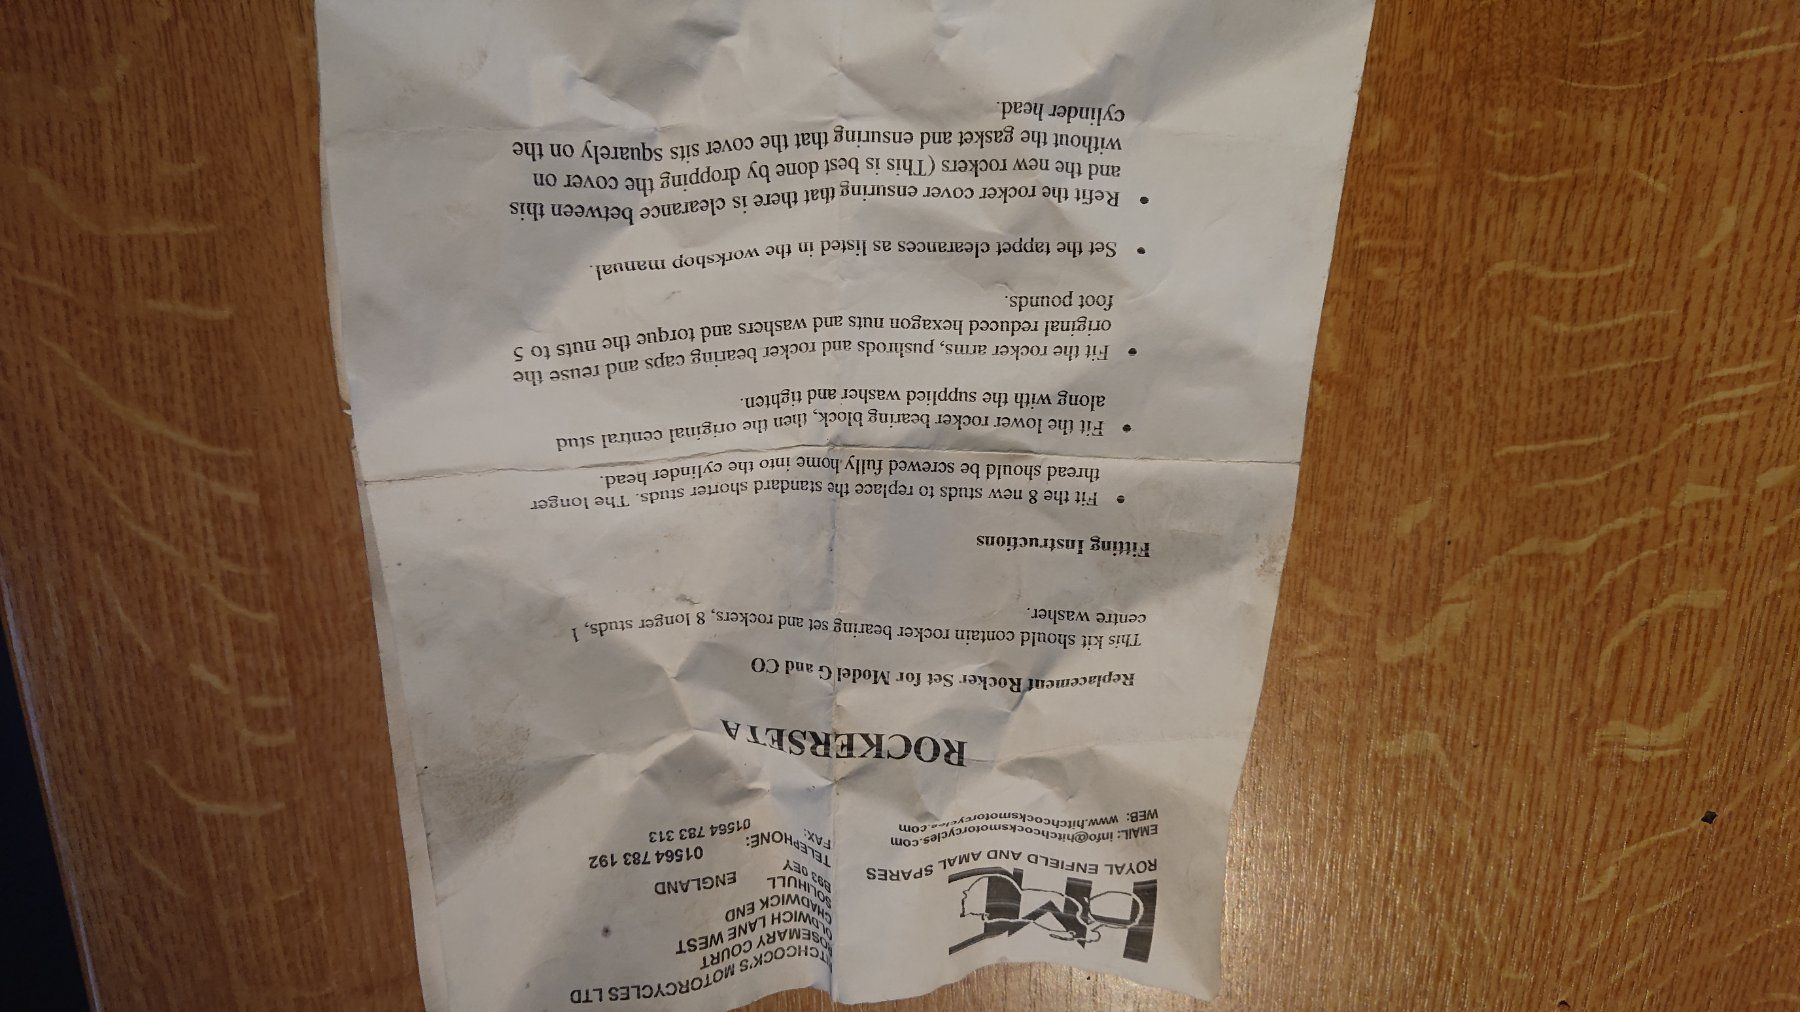 HITCHCOCK'S MOTORCYCLES LTD
ROSEMARY COURT
OLDWICH LANE WEST
CHADWICK END
SOLIHULL ENGLAND
B93 0EY
TELEPHONE: 01564 783 192
FAX: 01564 783 313
ROYAL ENFIELD AND AMAL SPARES
EMAIL: info@hitchcocksmotorcycles.com
WEB: www.hitchcocksmotorcycles.com
ROCKERSETA
Replacement Rocker Set for Model G and CO
This kit should contain rocker bearing set and rockers, 8 longer studs, 1
centre washer.
Fitting Instructions
• Fit the 8 new studs to replace the standard shorter studs. The longer
thread should be screwed fully home into the cylinder head.
• Fit the lower rocker bearing block, then the original central stud
along with the supplied washer and tighten.
• Fit the rocker arms, pushrods and rocker bearing caps and reuse the
original reduced hexagon nuts and washers and torque the nuts to 5
foot pounds.
• Set the tappet clearances as listed in the workshop manual.
• Refit the rocker cover ensuring that there is clearance between this
and the new rockers (This is best done by dropping the cover on
without the gasket and ensuring that the cover sits squarely on the
cylinder head.